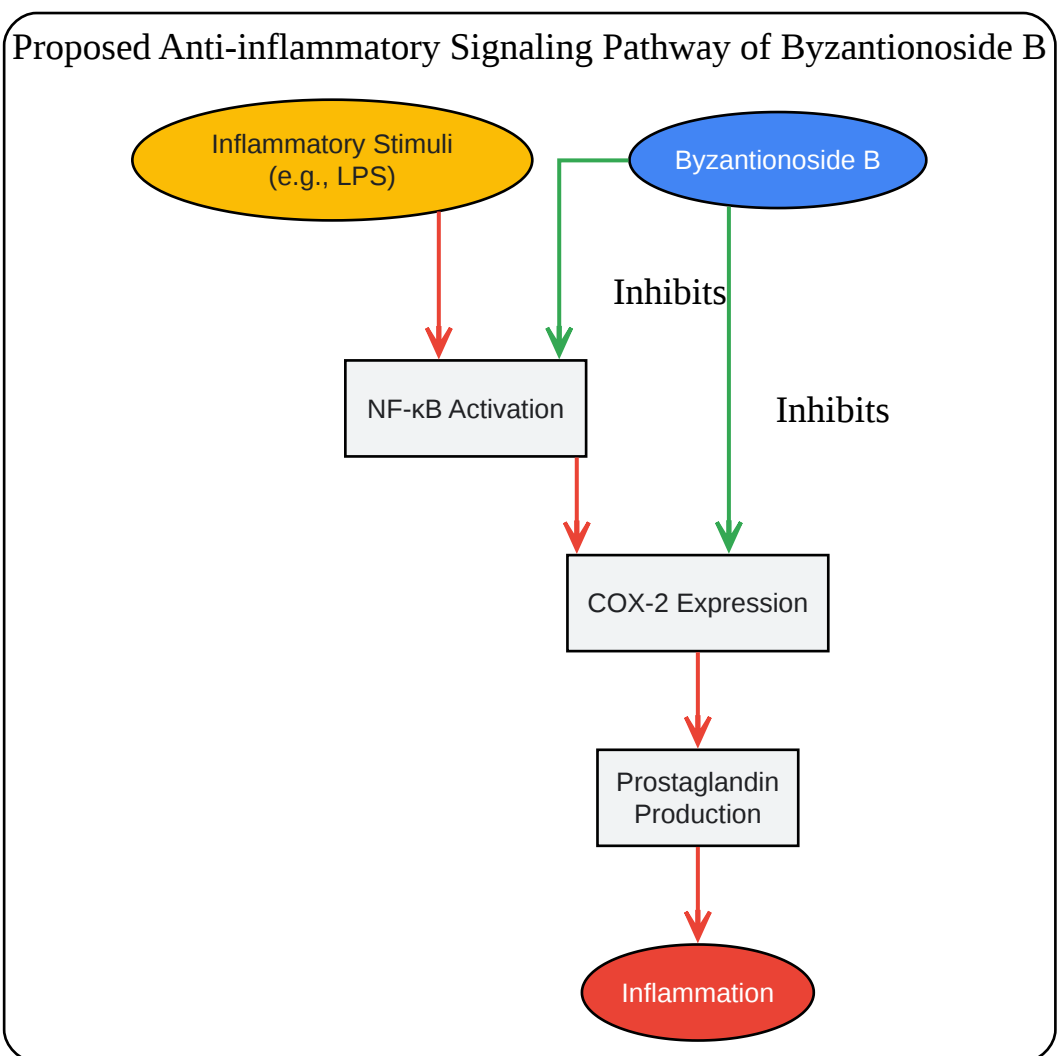 Proposed Anti-inflammatory Signaling Pathway of Byzantionoside B
Inflammatory Stimuli
(e.g., LPS)
Byzantionoside B
Inhibits
NF-κB Activation
Inhibits
COX-2 Expression
Prostaglandin
Production
Inflammation